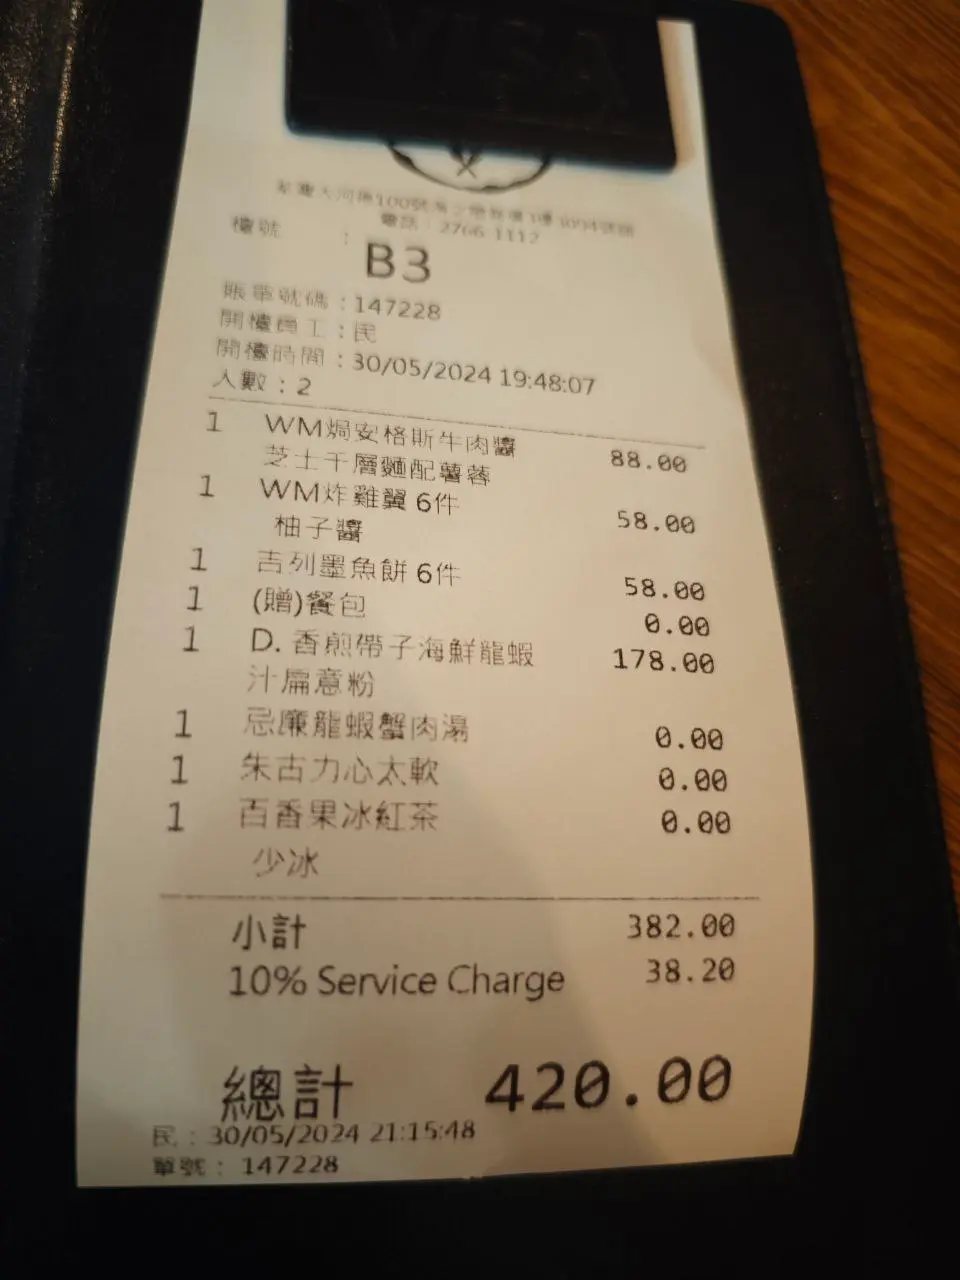 電話：2766 1112
檯號 ：
B3
賬單號碼：147228
開檯員工：民
開檯時間：30/05/2024 19:48:07
人數：2
1 WM焗安格斯牛肉醬 88.00
芝士千層麵配薯蓉
1 WM炸雞翼 6件 58.00
柚子醬
1 吉列墨魚餅 6件 58.00
1 (贈)餐包 0.00
1 D. 香煎帶子海鮮龍蝦 178.00
汁扁意粉
1 忌廉龍蝦蟹肉湯 0.00
1 朱古力心太軟 0.00
1 百香果冰紅茶 0.00
少冰
小計 382.00
10% Service Charge 38.20
總計 420.00
民：30/05/2024 21:15:48
單號：147228